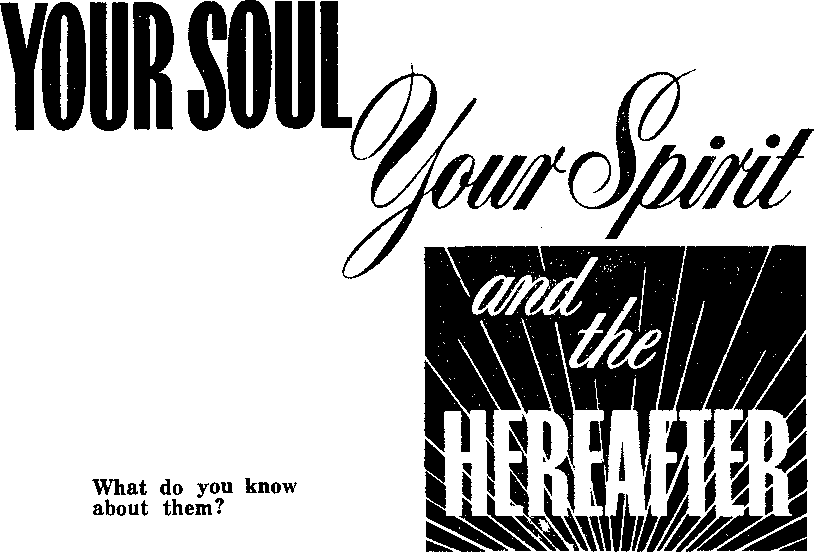 YOUR SOUL
Your Spirit
and
the
HEREAFTER
What do you know
about them?